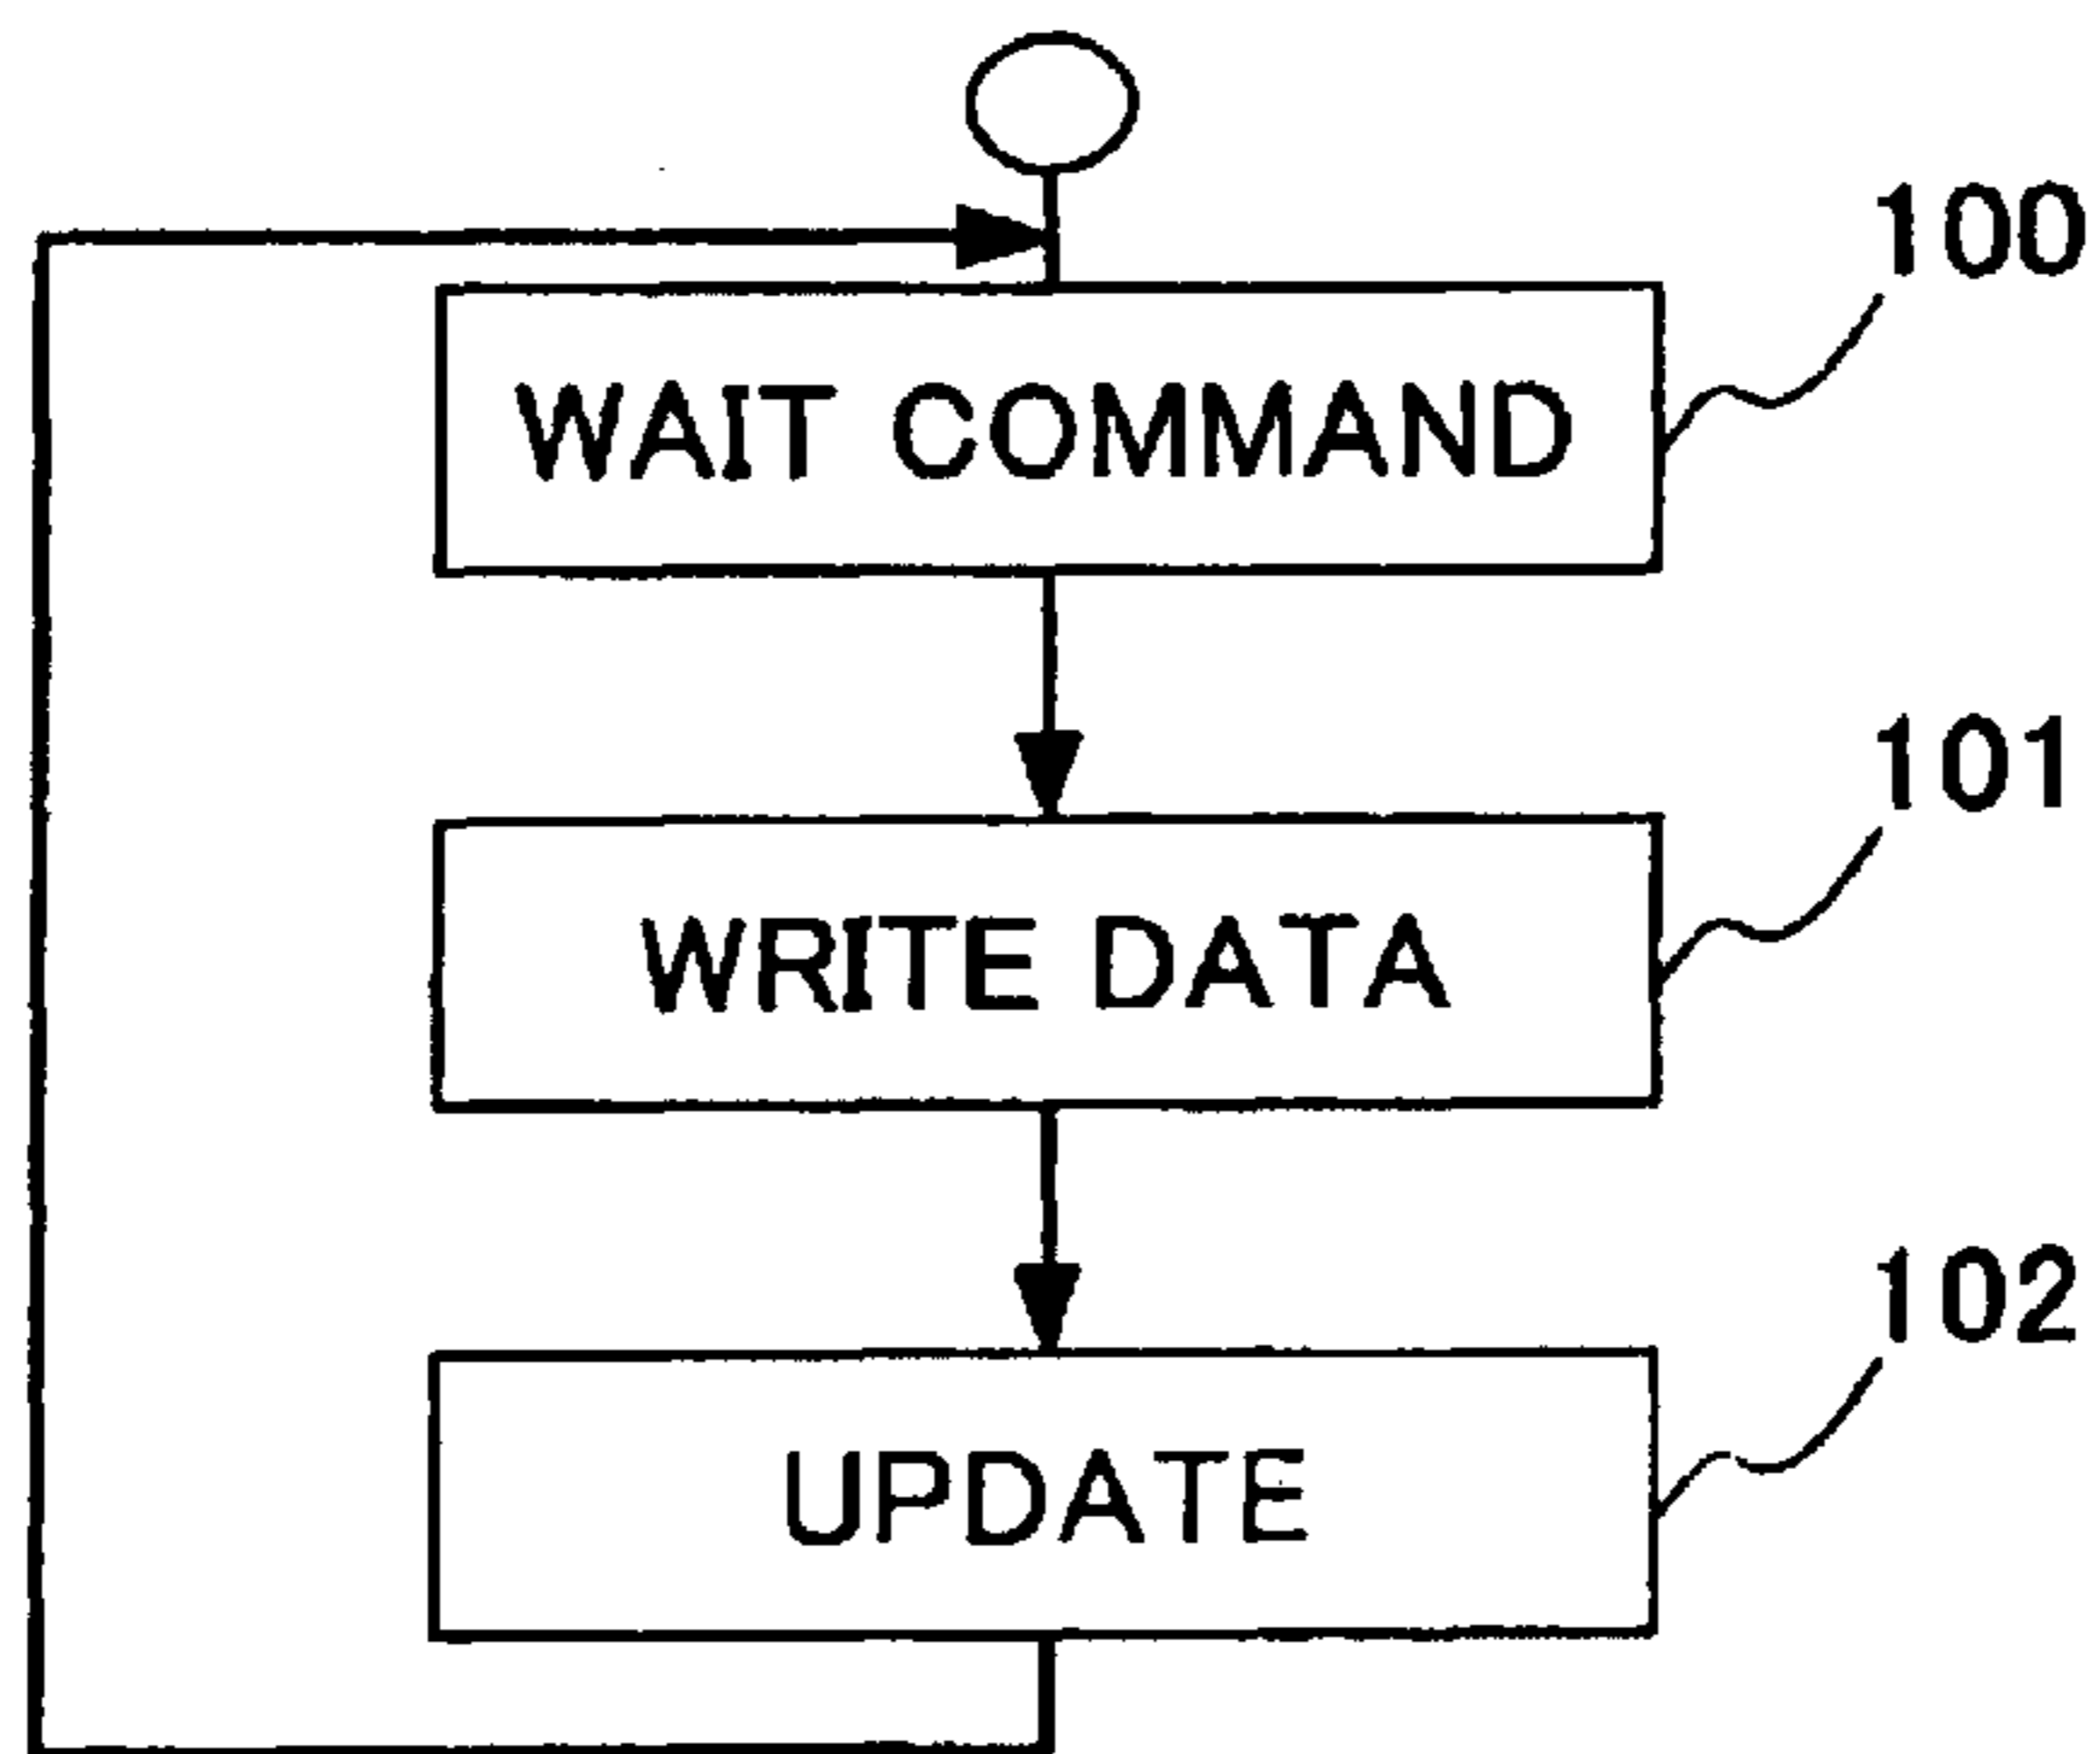 100
WAIT COMMAND
101
WRITE DATA
102
UPDATE